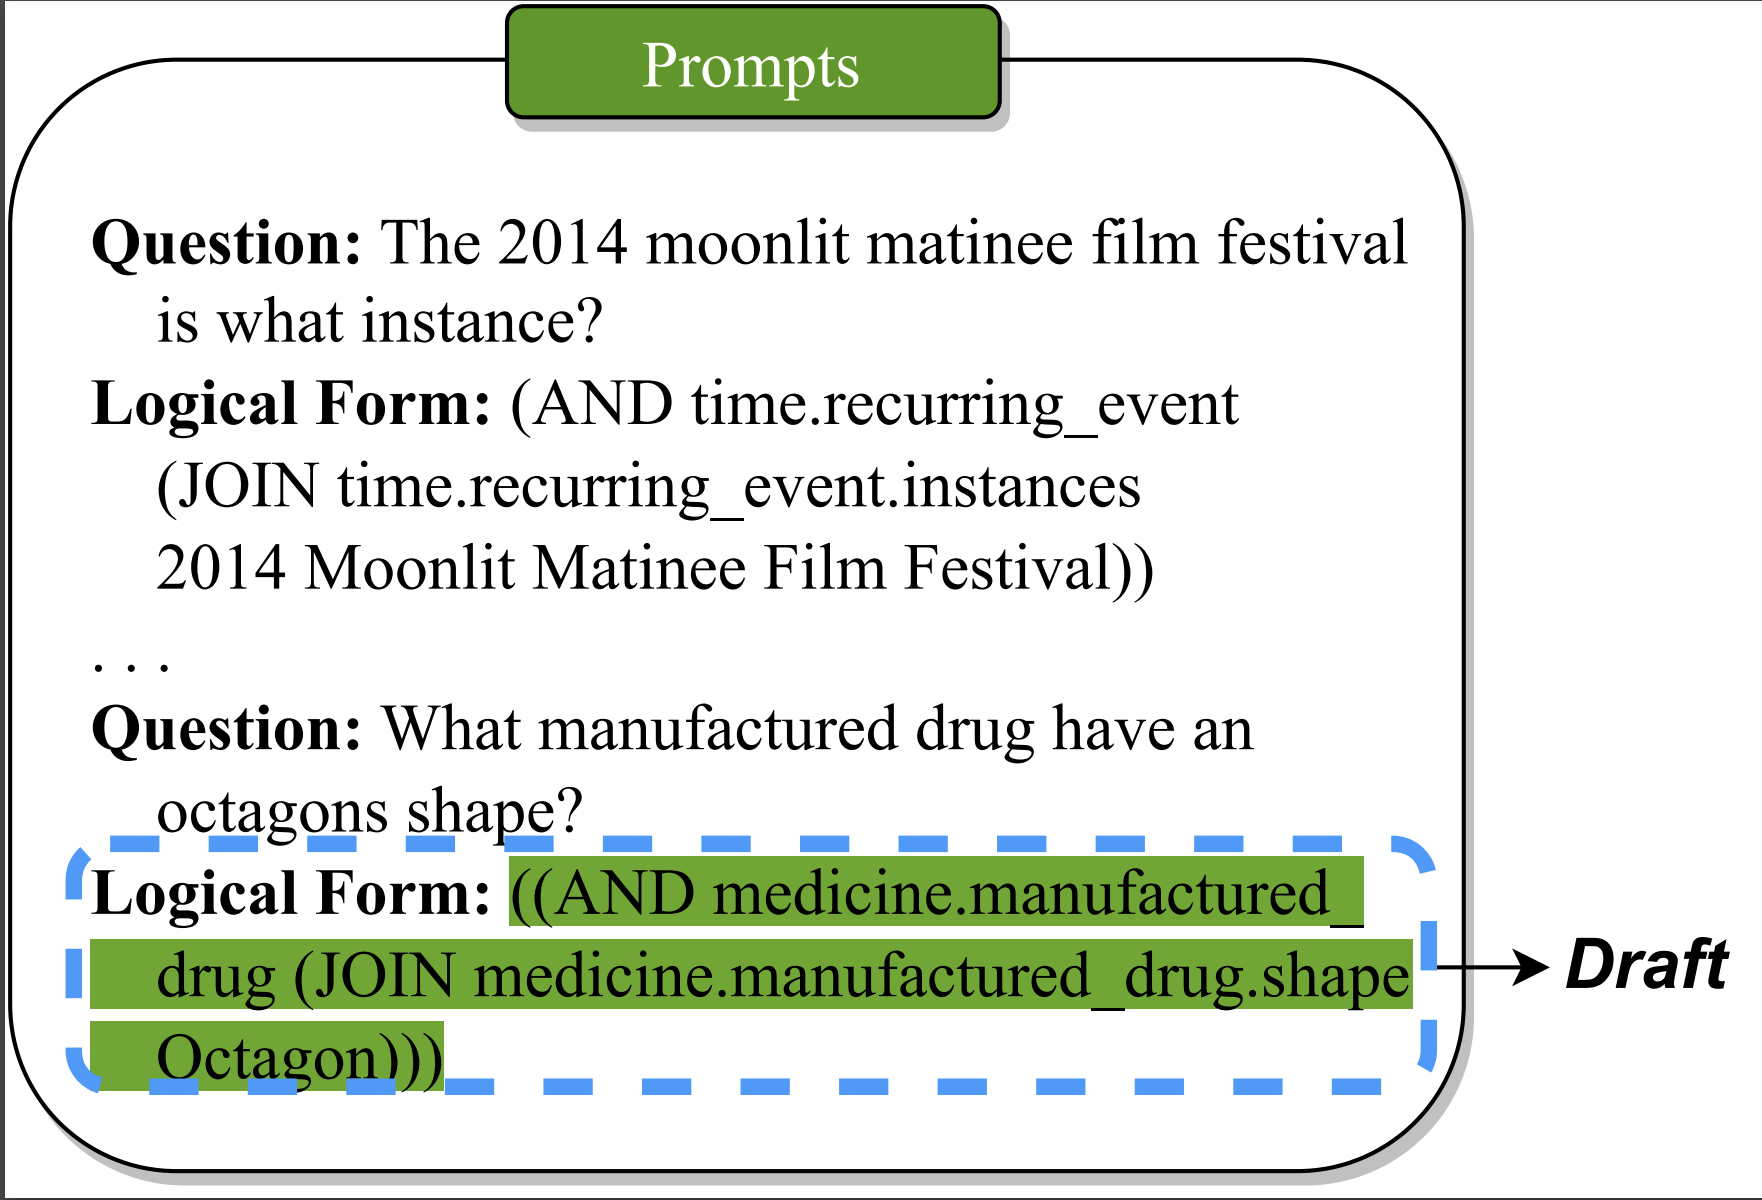 Prompts
Question: The 2014 moonlit matinee film festival
is what instance?
Logical Form: (AND time.recurring_event
(JOIN time.recurring_event.instances
2014 Moonlit Matinee Film Festival))
. . .
Question: What manufactured drug have an
octagons shape?
Logical Form: ((AND medicine.manufactured_
drug (JOIN medicine.manufactured_drug.shape
Octagon)))
Draft